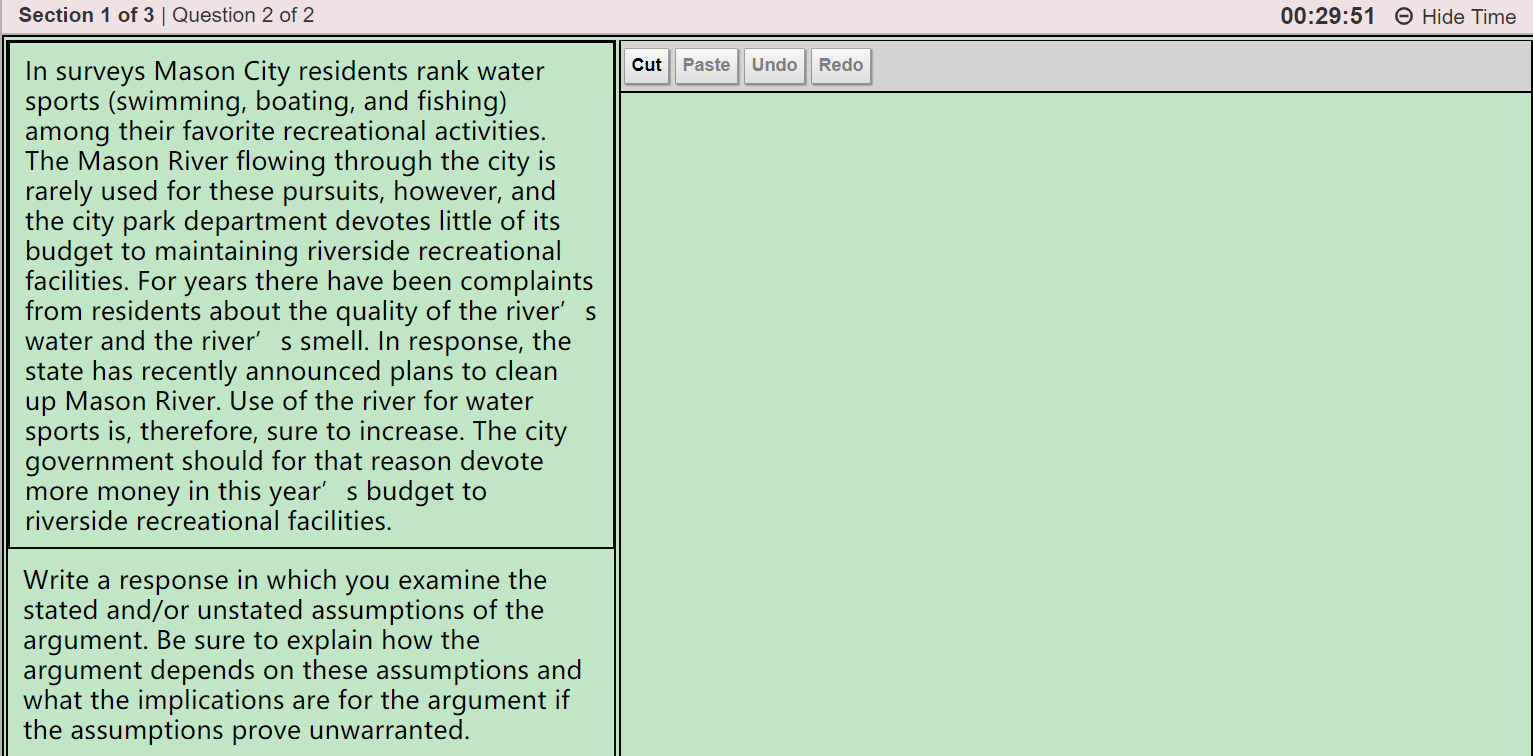 Section 1 of 3 | Question 2 of 2
00:29:51 Hide Time
In surveys Mason City residents rank water
sports (swimming, boating, and fishing)
among their favorite recreational activities.
The Mason River flowing through the city is
rarely used for these pursuits, however, and
the city park department devotes little of its
budget to maintaining riverside recreational
facilities. For years there have been complaints
from residents about the quality of the river’s
water and the river’s smell. In response, the
state has recently announced plans to clean
up Mason River. Use of the river for water
sports is, therefore, sure to increase. The city
government should for that reason devote
more money in this year’s budget to
riverside recreational facilities.
Write a response in which you examine the
stated and/or unstated assumptions of the
argument. Be sure to explain how the
argument depends on these assumptions and
what the implications are for the argument if
the assumptions prove unwarranted.
Cut Paste Undo Redo